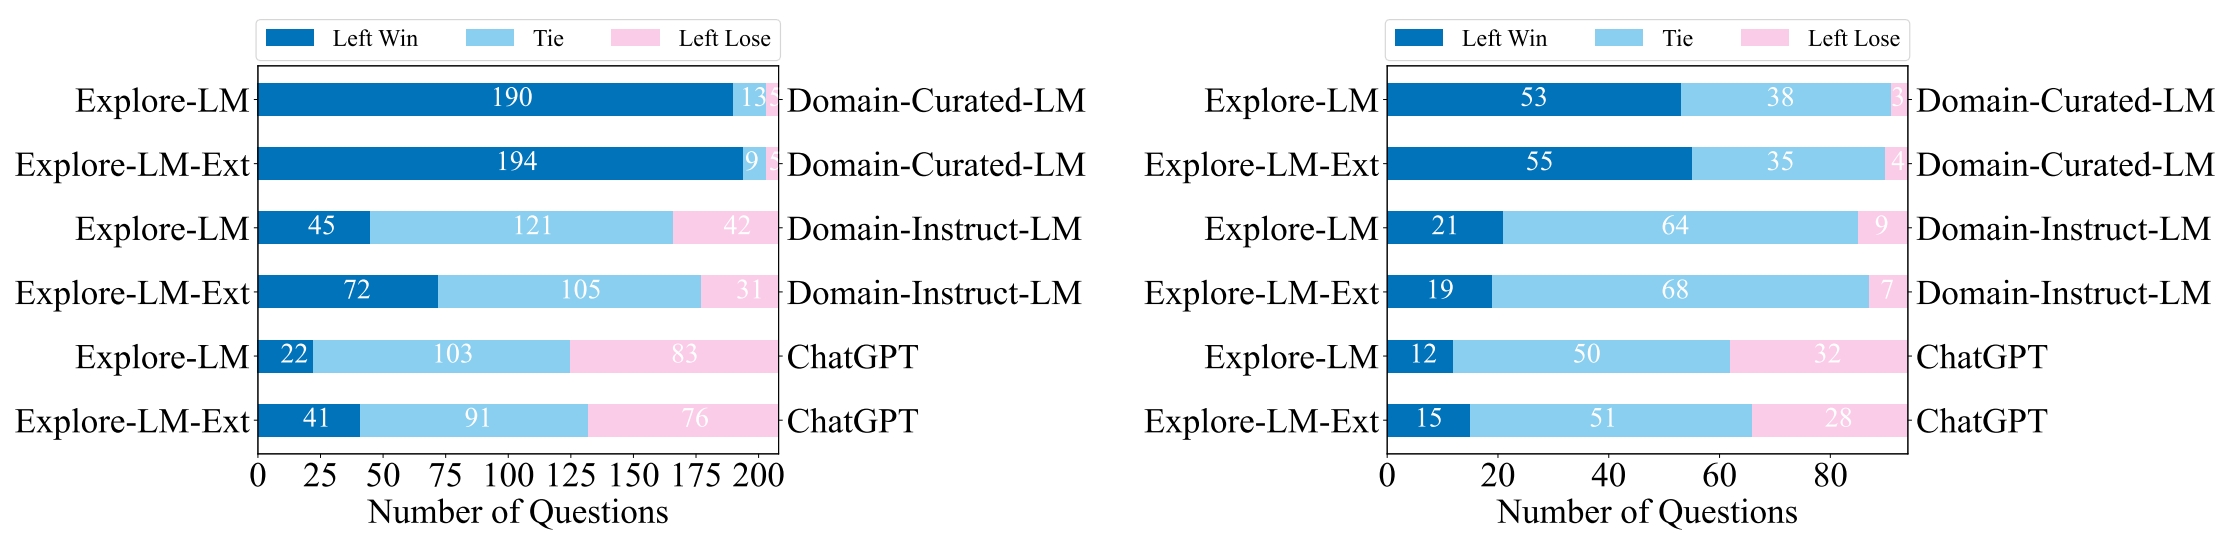 Left Win Tie Left Lose
Explore-LM 190 13 5 Domain-Curated-LM
Explore-LM-Ext 194 9 5 Domain-Curated-LM
Explore-LM 45 121 42 Domain-Instruct-LM
Explore-LM-Ext 72 105 31 Domain-Instruct-LM
Explore-LM 22 103 83 ChatGPT
Explore-LM-Ext 41 91 76 ChatGPT
0 25 50 75 100 125 150 175 200
Number of Questions
Left Win Tie Left Lose
Explore-LM 53 38 3 Domain-Curated-LM
Explore-LM-Ext 55 35 4 Domain-Curated-LM
Explore-LM 21 64 9 Domain-Instruct-LM
Explore-LM-Ext 19 68 7 Domain-Instruct-LM
Explore-LM 12 50 32 ChatGPT
Explore-LM-Ext 15 51 28 ChatGPT
0 20 40 60 80
Number of Questions